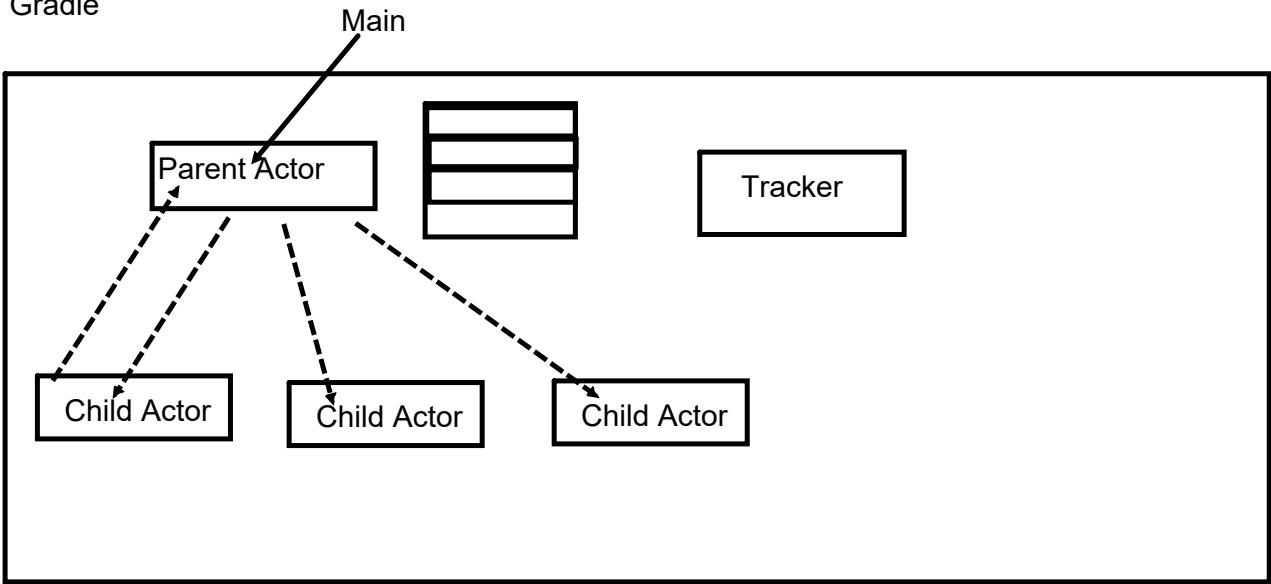 Gradle
Main
Parent Actor
Tracker
Child Actor
Child Actor
Child Actor